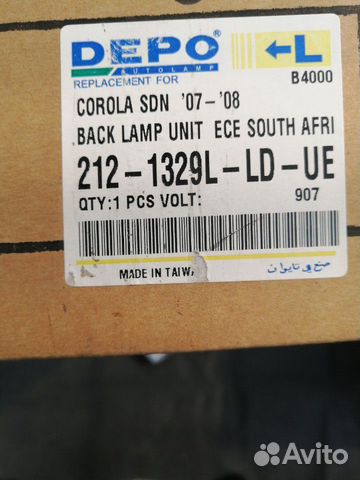 DEPO®
AUTOLAMP
←L
REPLACEMENT FOR
B4000
COROLA SDN '07-'08
BACK LAMP UNIT ECE SOUTH AFRI
212-1329L-LD-UE
QTY:1 PCS VOLT:
907
MADE IN TAIW
صنع في تايوان
Avito